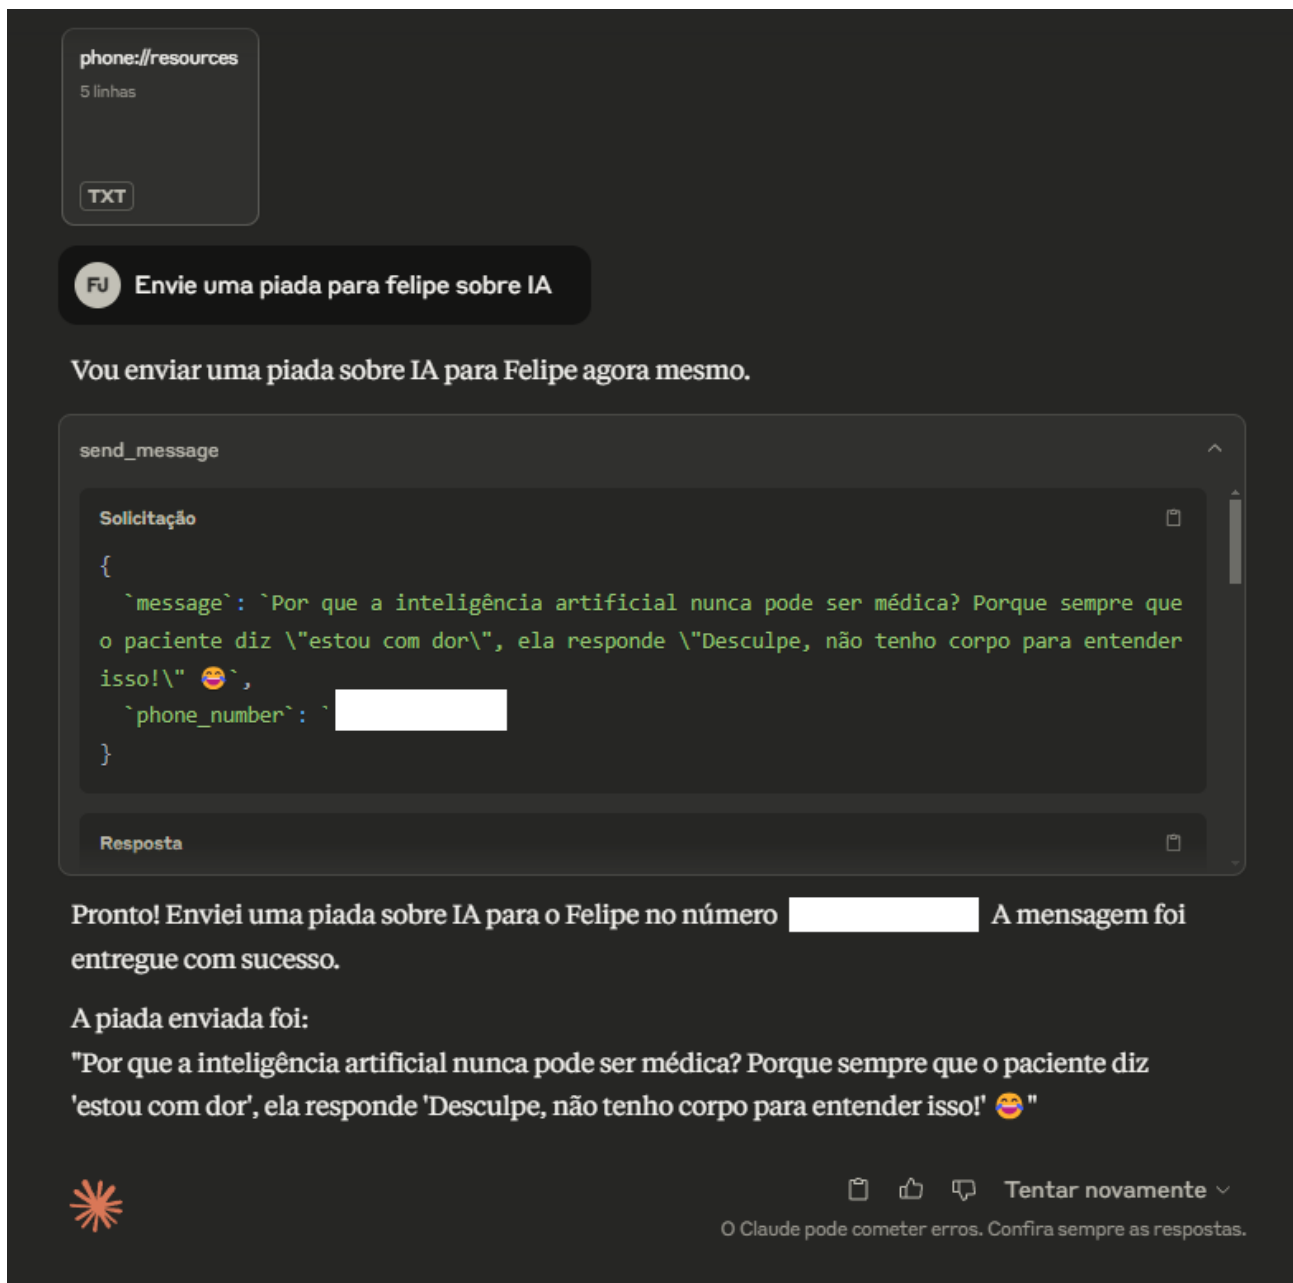 phone://resources
5 linhas
TXT
FJ Envie uma piada para felipe sobre IA
Vou enviar uma piada sobre IA para Felipe agora mesmo.
send_message
Solicitação
{
`message`: `Por que a inteligência artificial nunca pode ser médica? Porque sempre que
o paciente diz \"estou com dor\", ela responde \"Desculpe, não tenho corpo para entender
isso!\" 😂`,
`phone_number`: `
}
Resposta
Pronto! Enviei uma piada sobre IA para o Felipe no número A mensagem foi
entregue com sucesso.
A piada enviada foi:
"Por que a inteligência artificial nunca pode ser médica? Porque sempre que o paciente diz
'estou com dor', ela responde 'Desculpe, não tenho corpo para entender isso!' 😂"
Tentar novamente
O Claude pode cometer erros. Confira sempre as respostas.